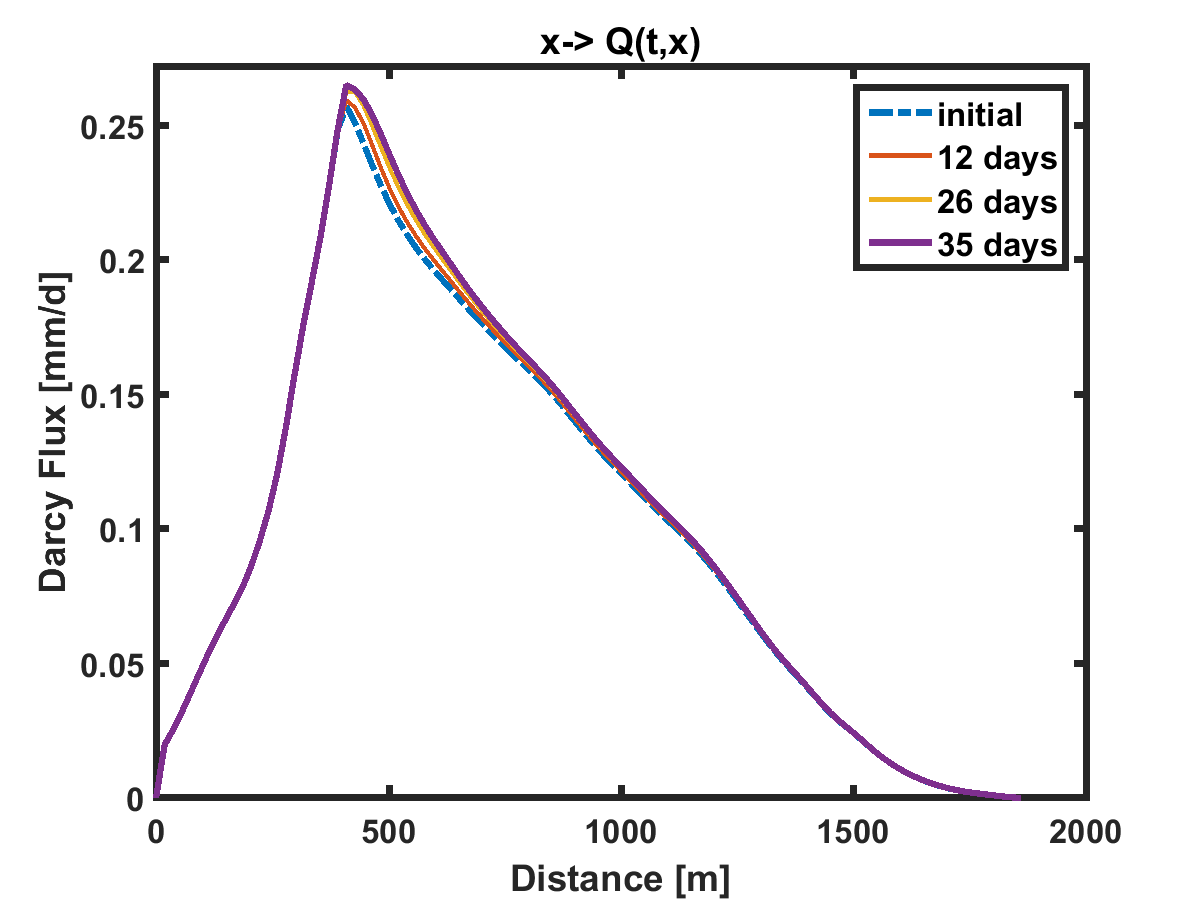 x-> Q(t,x)
initial
12 days
26 days
35 days
0.25
0.2
0.15
0.1
0.05
0
Darcy Flux [mm/d]
0 500 1000 1500 2000
Distance [m]